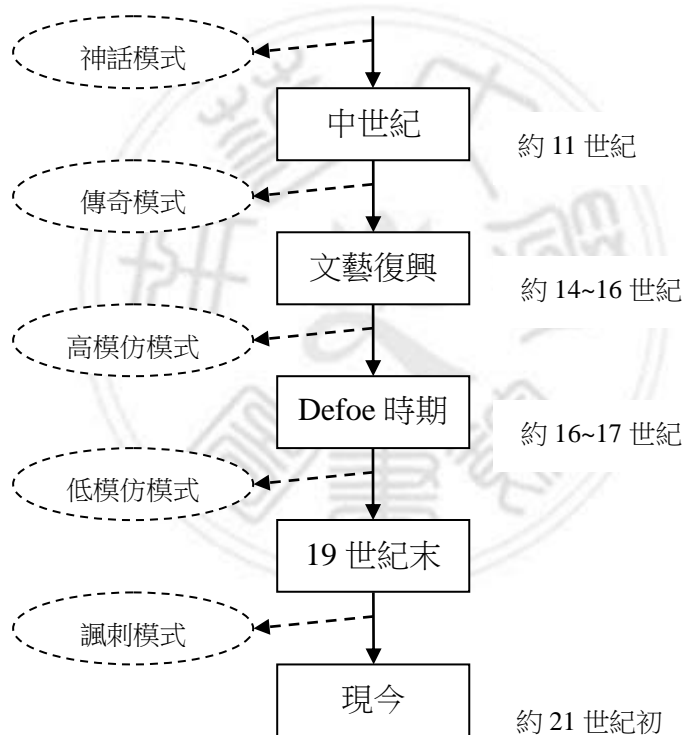 神話模式
中世紀
約 11 世紀
傳奇模式
文藝復興
約 14~16 世紀
高模仿模式
Defoe 時期
約 16~17 世紀
低模仿模式
19 世紀末
諷刺模式
現今
約 21 世紀初